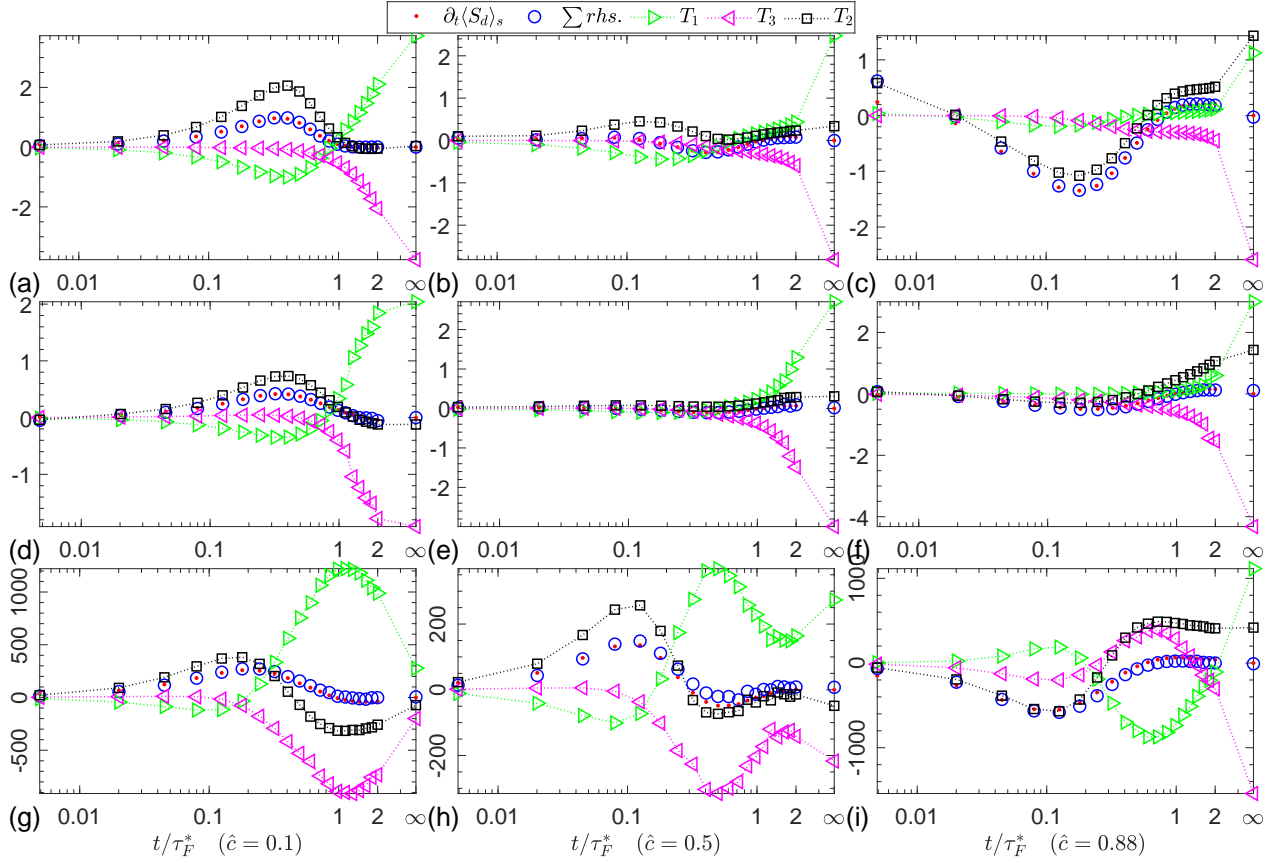 ∂ₜ⟨S_d⟩ₛ ∑ rhs. T₁ T₃ T₂
2 0 -2
2 1 0 -1 -2
1 0 -1 -2
(a) 0.01 0.1 1 2 ∞
(b) 0.01 0.1 1 2 ∞
(c) 0.01 0.1 1 2 ∞
2 1 0 -1
2 1 0 -1 -2
2 0 -2 -4
(d) 0.01 0.1 1 2 ∞
(e) 0.01 0.1 1 2 ∞
(f) 0.01 0.1 1 2 ∞
1000 500 0 -500
200 0 -200
1000 0 -1000
(g) 0.01 0.1 1 2 ∞
(h) 0.01 0.1 1 2 ∞
(i) 0.01 0.1 1 2 ∞
t/τ*_F (ĉ = 0.1)
t/τ*_F (ĉ = 0.5)
t/τ*_F (ĉ = 0.88)